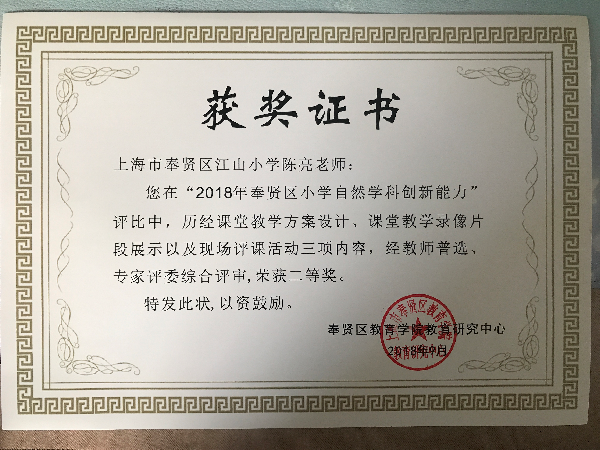 获奖证书
上海市奉贤区江山小学陈亮老师：
您在“2018年奉贤区小学自然学科创新能力”
评比中，历经课堂教学方案设计、课堂教学录像片
段展示以及现场评课活动三项内容，经教师普选、
专家评委综合评审,荣获二等奖。
特发此状,以资鼓励。
奉贤区教育学院教育研究中心